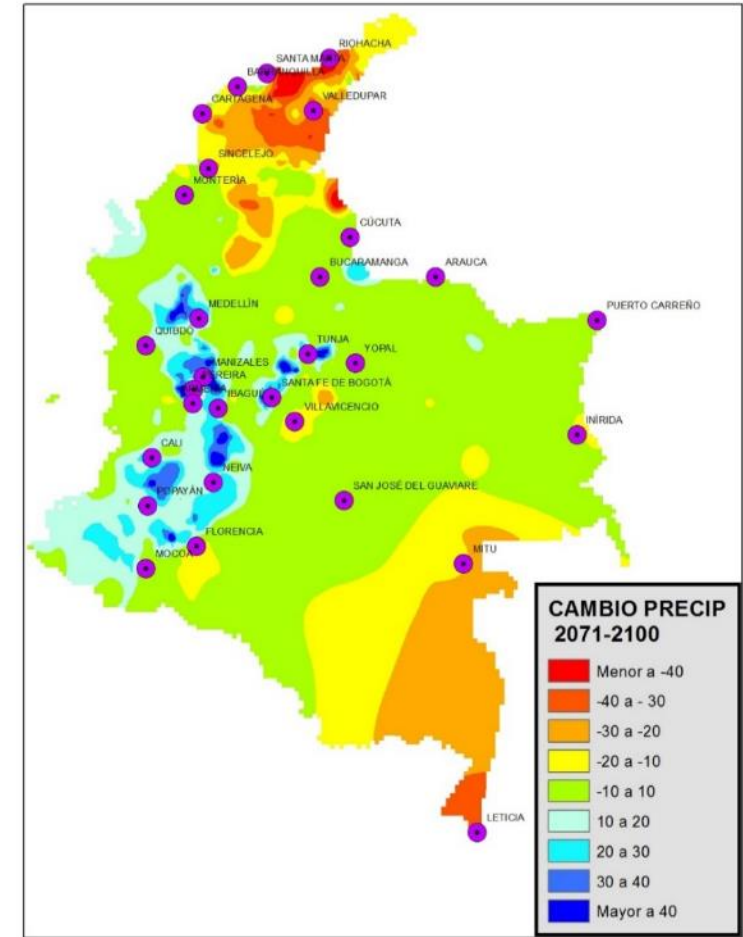 RIOHACHA
SANTA MARTA
BARRANQUILLA
CARTAGENA
VALLEDUPAR
SINCELEJO
MONTERÍA
CÚCUTA
BUCARAMANGA
ARAUCA
MEDELLÍN
PUERTO CARREÑO
QUIBDÓ
TUNJA
YOPAL
MANIZALES
EREIRA
SANTA FE DE BOGOTÁ
IBAGUÉ
VILLAVICENCIO
INÍRIDA
CALI
NEIVA
SAN JOSÉ DEL GUAVIARE
POPAYÁN
FLORENCIA
MOCOA
MITU
LETICIA
CAMBIO PRECIP
2071-2100
Menor a -40
-40 a - 30
-30 a -20
-20 a -10
-10 a 10
10 a 20
20 a 30
30 a 40
Mayor a 40